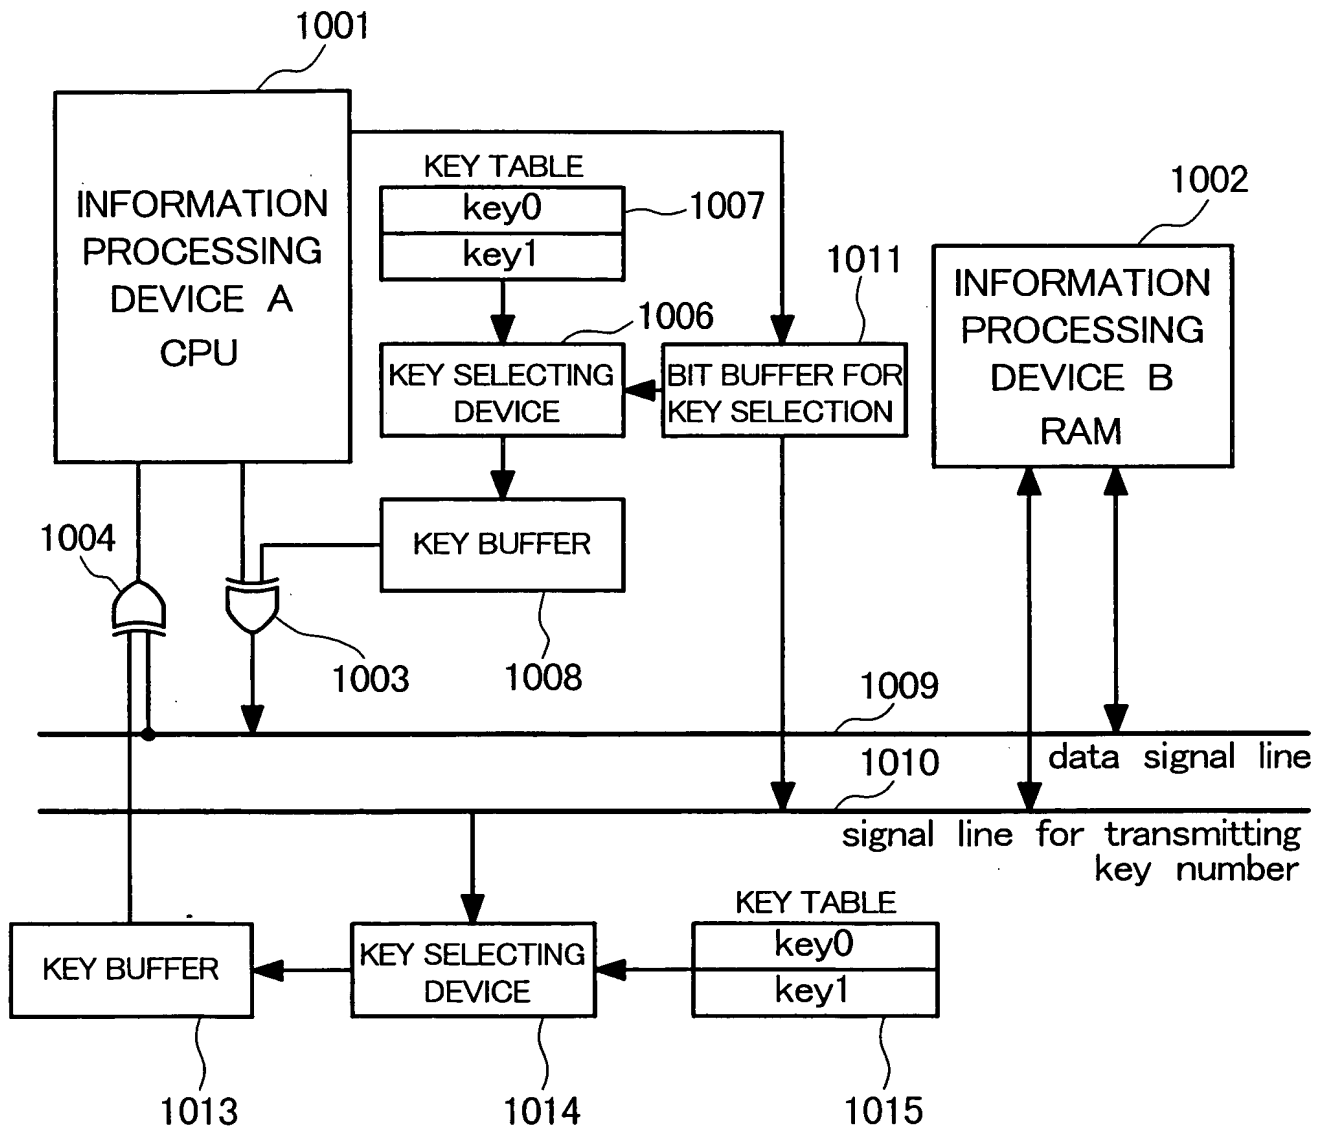 1001
INFORMATION
PROCESSING
DEVICE A
CPU
KEY TABLE
key0
key1
1007
1002
INFORMATION
PROCESSING
DEVICE B
RAM
1011
1006
KEY SELECTING
DEVICE
BIT BUFFER FOR
KEY SELECTION
KEY BUFFER
1004
1003
1008
1009
data signal line
1010
signal line for transmitting
key number
KEY TABLE
key0
key1
KEY SELECTING
DEVICE
KEY BUFFER
1013
1014
1015